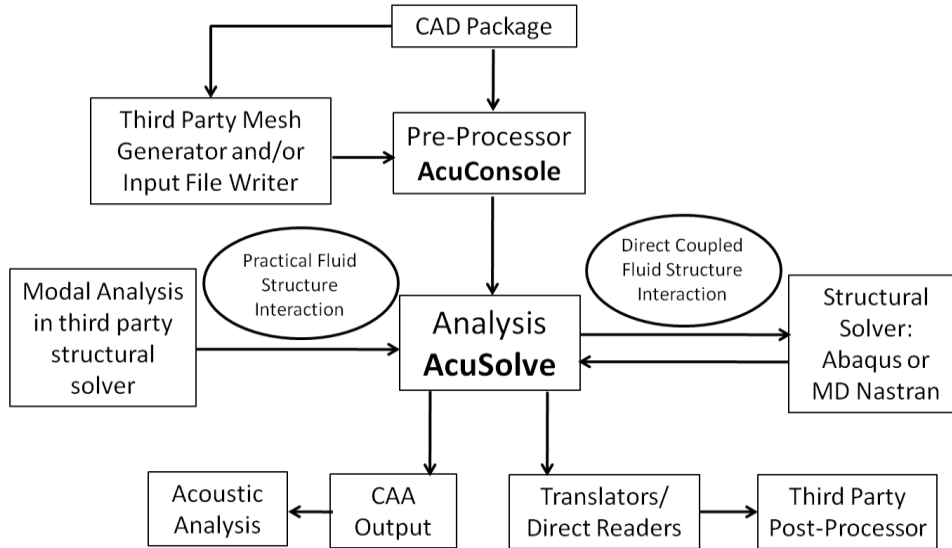 CAD Package
Third Party Mesh
Generator and/or
Input File Writer
Pre-Processor
AcuConsole
Practical Fluid
Structure
Interaction
Direct Coupled
Fluid Structure
Interaction
Modal Analysis
in third party
structural
solver
Analysis
AcuSolve
Structural
Solver:
Abaqus or
MD Nastran
Acoustic
Analysis
CAA
Output
Translators/
Direct Readers
Third Party
Post-Processor